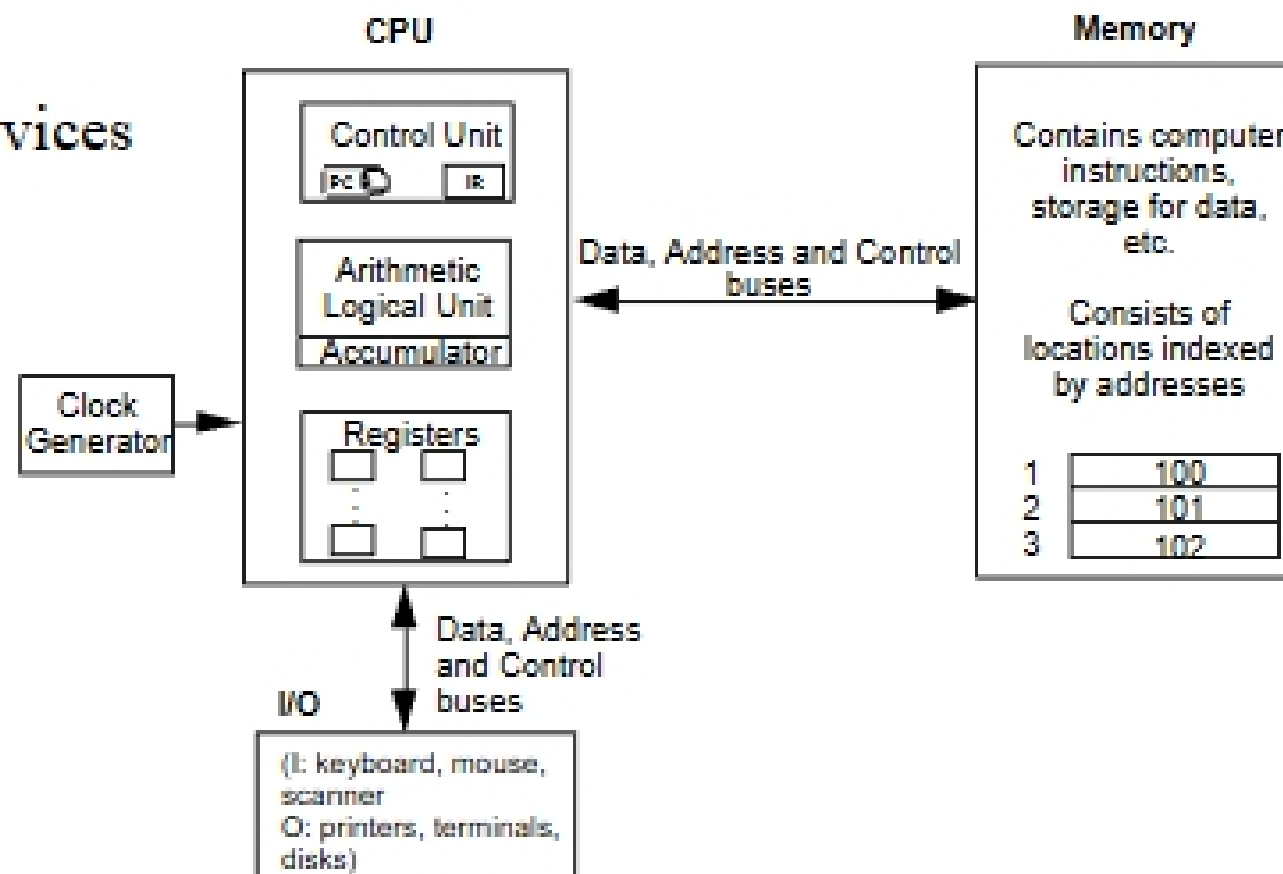 CPU
Memory
vices
Control Unit
PC
IR
Arithmetic
Logical Unit
Accumulator
Registers
Clock
Generator
Data, Address and Control
buses
Contains computer
instructions,
storage for data,
etc.
Consists of
locations indexed
by addresses
1 100
2 101
3 102
Data, Address
and Control
buses
I/O
(I: keyboard, mouse,
scanner
O: printers, terminals,
disks)